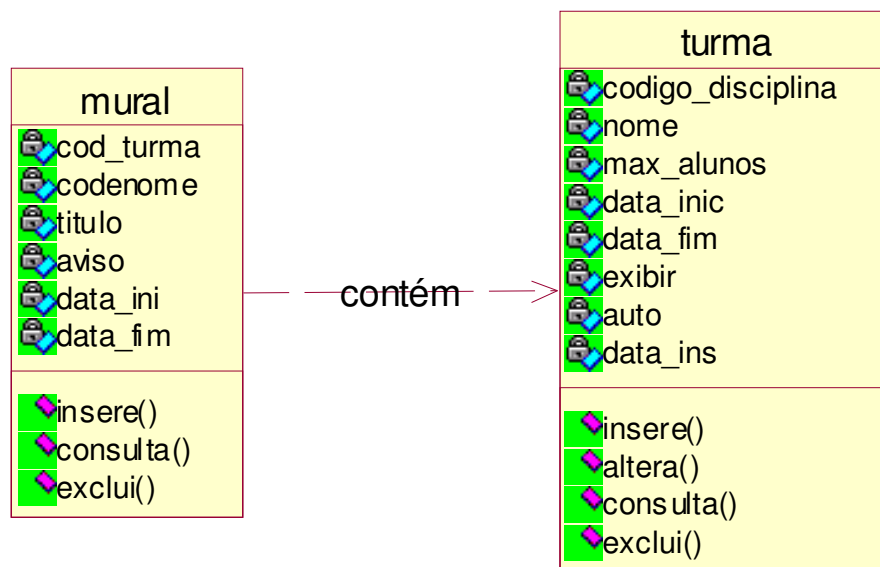 mural
cod_turma
codenome
titulo
aviso
data_ini
data_fim
insere()
consulta()
exclui()
contém
turma
codigo_disciplina
nome
max_alunos
data_inic
data_fim
exibir
auto
data_ins
insere()
altera()
consulta()
exclui()